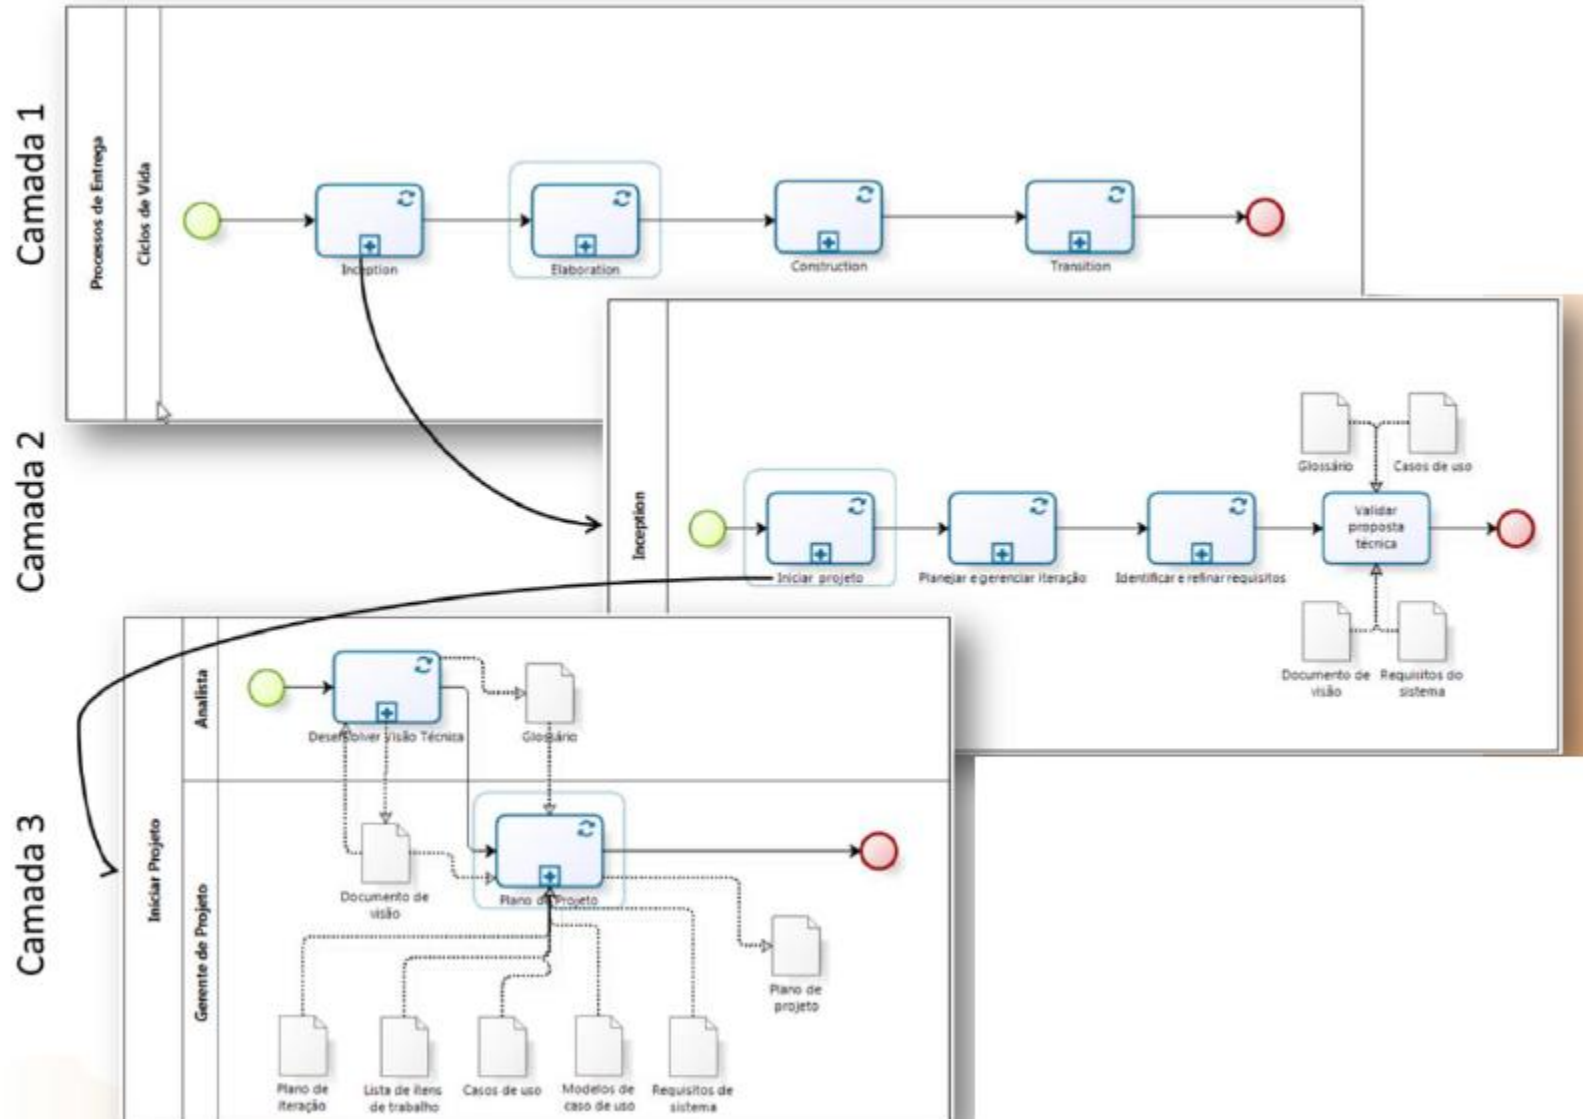 Camada 1
Processos de Entrega
Ciclos de Vida
Inception
Elaboration
Construction
Transition
Camada 2
Inception
Iniciar projeto
Planejar e gerenciar iteração
Identificar e refinar requisitos
Validar
proposta
técnica
Glossário
Casos de uso
Documento de
visão
Requisitos do
sistema
Camada 3
Iniciar Projeto
Analista
Desenvolver Visão Técnica
Glossário
Gerente de Projeto
Documento de
visão
Plano de Projeto
Plano de
projeto
Plano de
iteração
Lista de itens
de trabalho
Casos de uso
Modelos de
caso de uso
Requisitos de
sistema